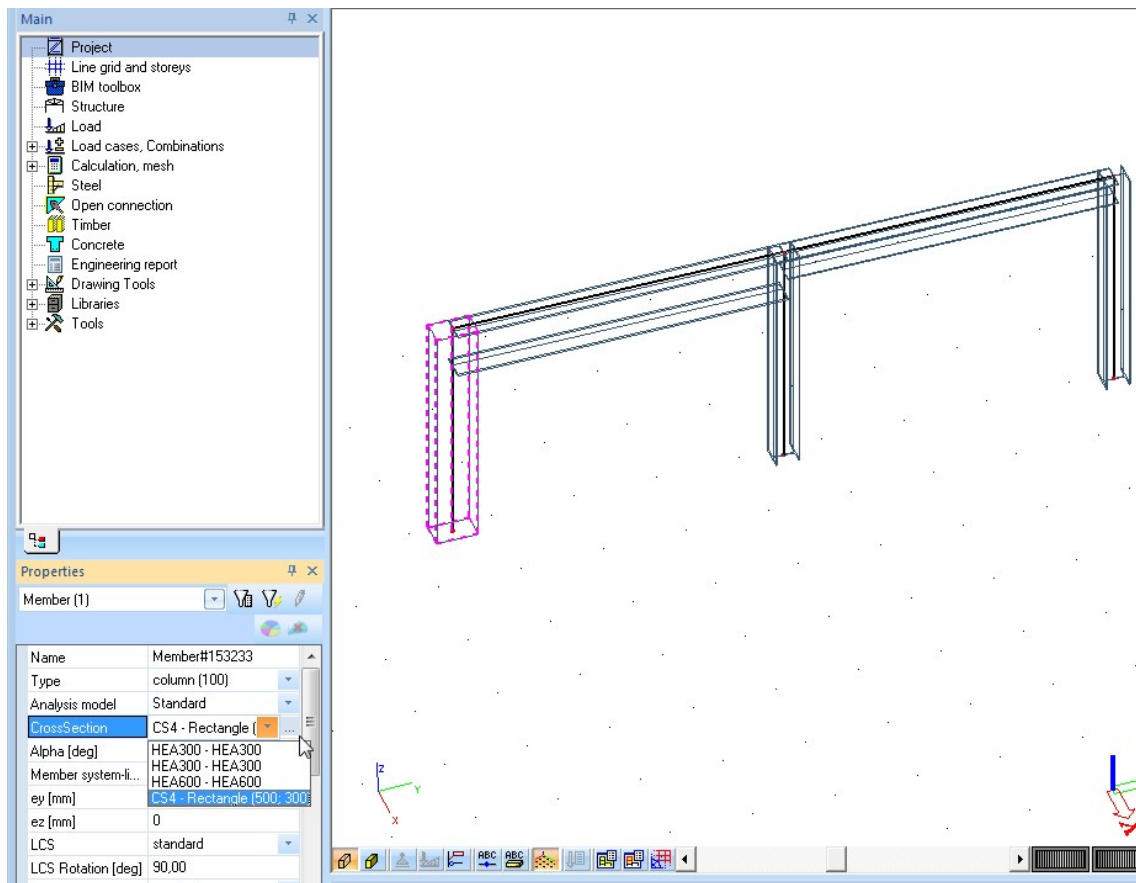 Main
Project
Line grid and storeys
BIM toolbox
Structure
Load
Load cases, Combinations
Calculation, mesh
Steel
Open connection
Timber
Concrete
Engineering report
Drawing Tools
Libraries
Tools
Properties
Member (1)
Name Member#153233
Type column (100)
Analysis model Standard
CrossSection CS4 - Rectangle ( ...
Alpha [deg] HEA300 - HEA300
HEA300 - HEA300
Member system-li... HEA600 - HEA600
ey [mm] CS4 - Rectangle (500; 300)
ez [mm] 0
LCS standard
LCS Rotation [deg] 90,00
Z
Y
X
ABC ABC